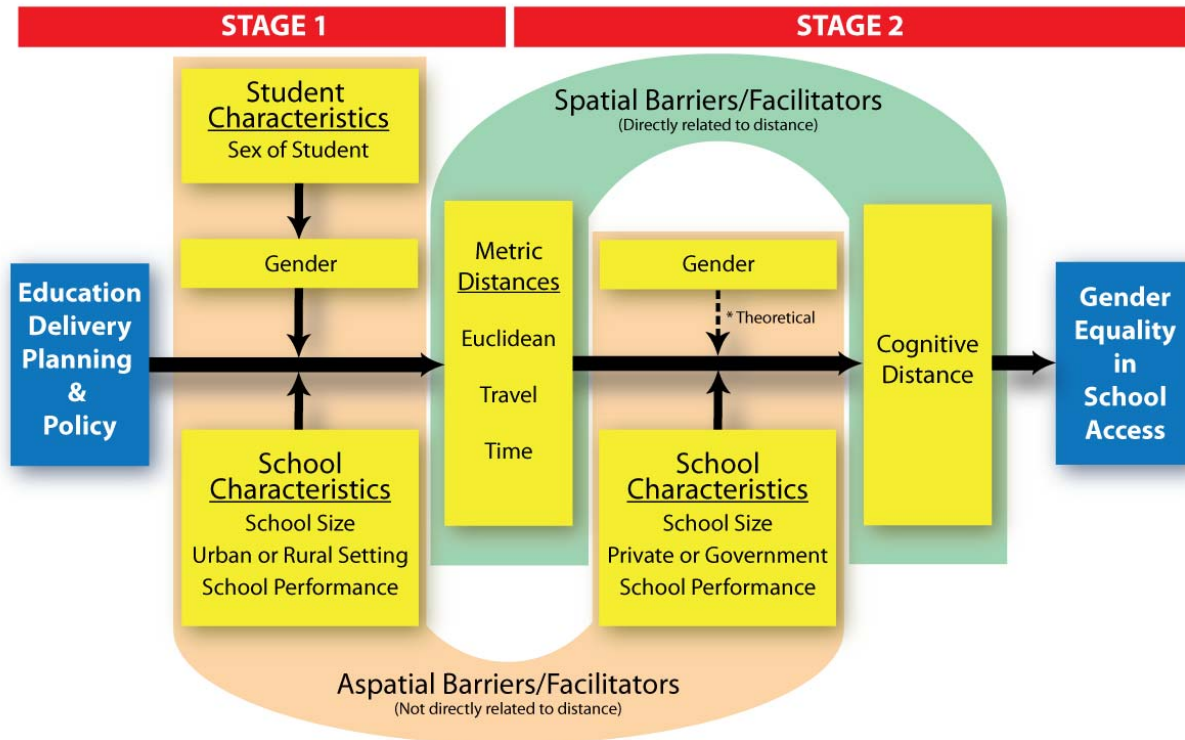 STAGE 1
STAGE 2
Student
Characteristics
Sex of Student
Gender
Education
Delivery
Planning
&
Policy
School
Characteristics
School Size
Urban or Rural Setting
School Performance
Spatial Barriers/Facilitators
(Directly related to distance)
Metric
Distances
Euclidean
Travel
Time
Gender
* Theoretical
School
Characteristics
School Size
Private or Government
School Performance
Cognitive
Distance
Gender
Equality
in
School
Access
Aspatial Barriers/Facilitators
(Not directly related to distance)